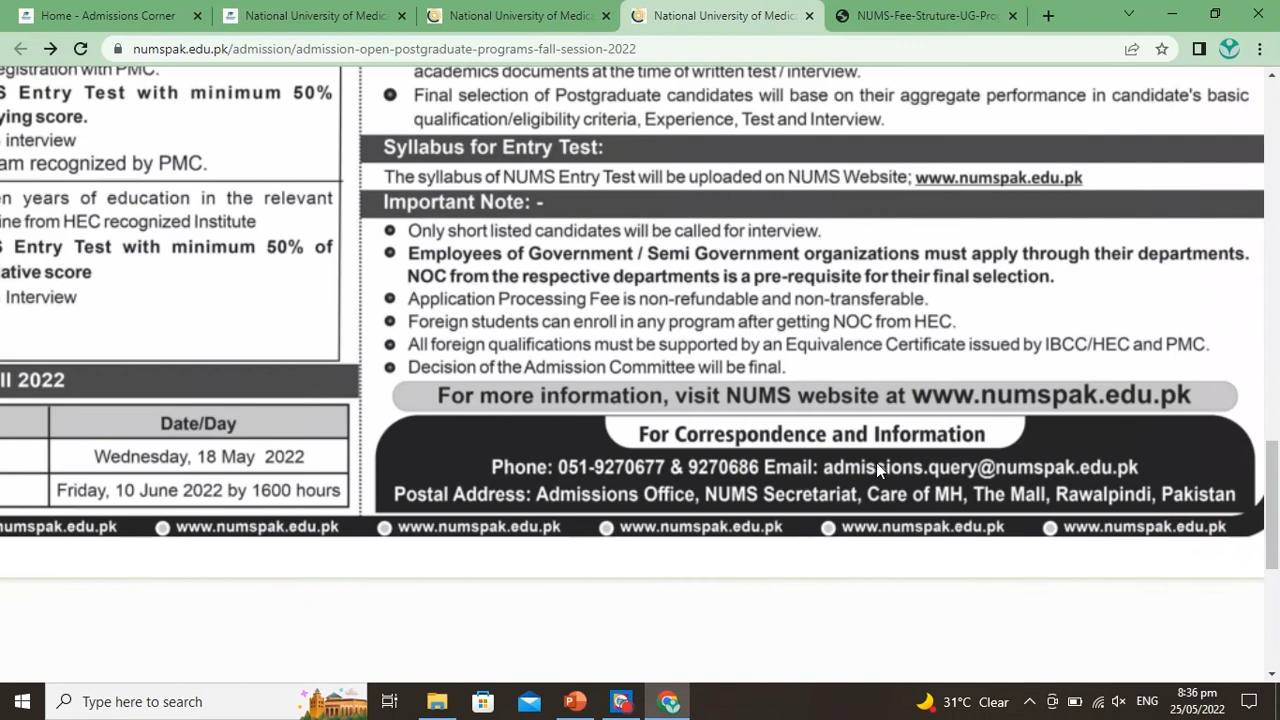 Home - Admissions Corner
National University of Medic
National University of Medic
National University of Medic
NUMS-Fee-Struture-UG-Pro
numspak.edu.pk/admission/admission-open-postgraduate-programs-fall-session-2022
egistration with PMC.
S Entry Test with minimum 50%
ying score.
interview
am recognized by PMC.
en years of education in the relevant
ine from HEC recognized Institute
S Entry Test with minimum 50% of
ative score
Interview
ll 2022
Date/Day
Wednesday, 18 May 2022
Friday, 10 June 2022 by 1600 hours
academics documents at the time of written test / interview.
Final selection of Postgraduate candidates will base on their aggregate performance in candidate's basic
qualification/eligibility criteria, Experience, Test and Interview.
Syllabus for Entry Test:
The syllabus of NUMS Entry Test will be uploaded on NUMS Website; www.numspak.edu.pk
Important Note: -
Only short listed candidates will be called for interview.
Employees of Government / Semi Government organizations must apply through their departments.
NOC from the respective departments is a pre-requisite for their final selection.
Application Processing Fee is non-refundable and non-transferable.
Foreign students can enroll in any program after getting NOC from HEC.
All foreign qualifications must be supported by an Equivalence Certificate issued by IBCC/HEC and PMC.
Decision of the Admission Committee will be final.
For more information, visit NUMS website at www.numspak.edu.pk
For Correspondence and Information
Phone: 051-9270677 & 9270686 Email: admissions.query@numspak.edu.pk
Postal Address: Admissions Office, NUMS Secretariat, Care of MH, The Mall, Rawalpindi, Pakistan
umspak.edu.pk www.numspak.edu.pk www.numspak.edu.pk www.numspak.edu.pk www.numspak.edu.pk www.numspak.edu.pk
Type here to search
31°C Clear
ENG
8:36 pm
25/05/2022